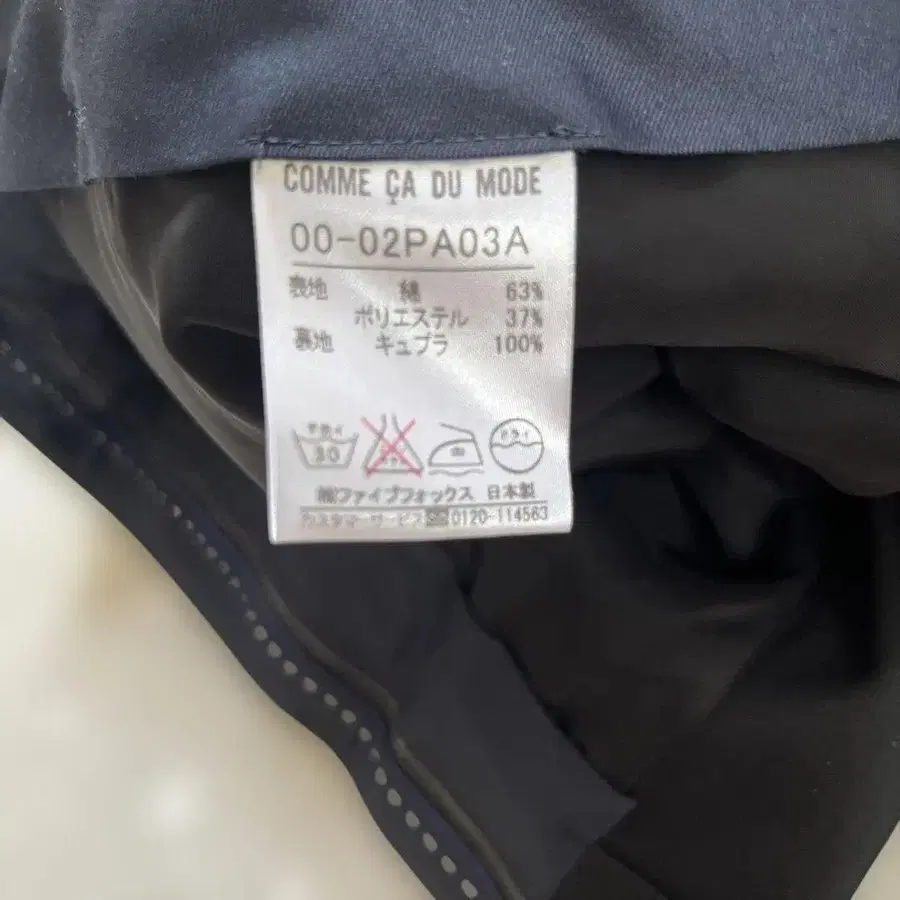 COMME ÇA DU MODE
00-02PA03A
表地 綿 63%
ポリエステル 37%
裏地 キュプラ 100%
30 ドライ
㈱ファイブフォックス 日本製
カスタマーサービス 0120-114563